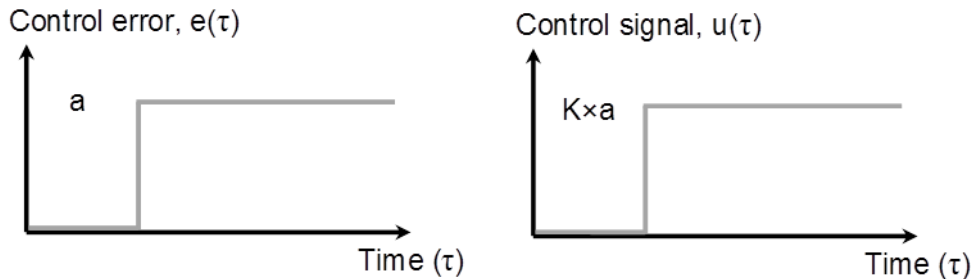 Control error, e(τ)
a
Time (τ)
Control signal, u(τ)
K×a
Time (τ)